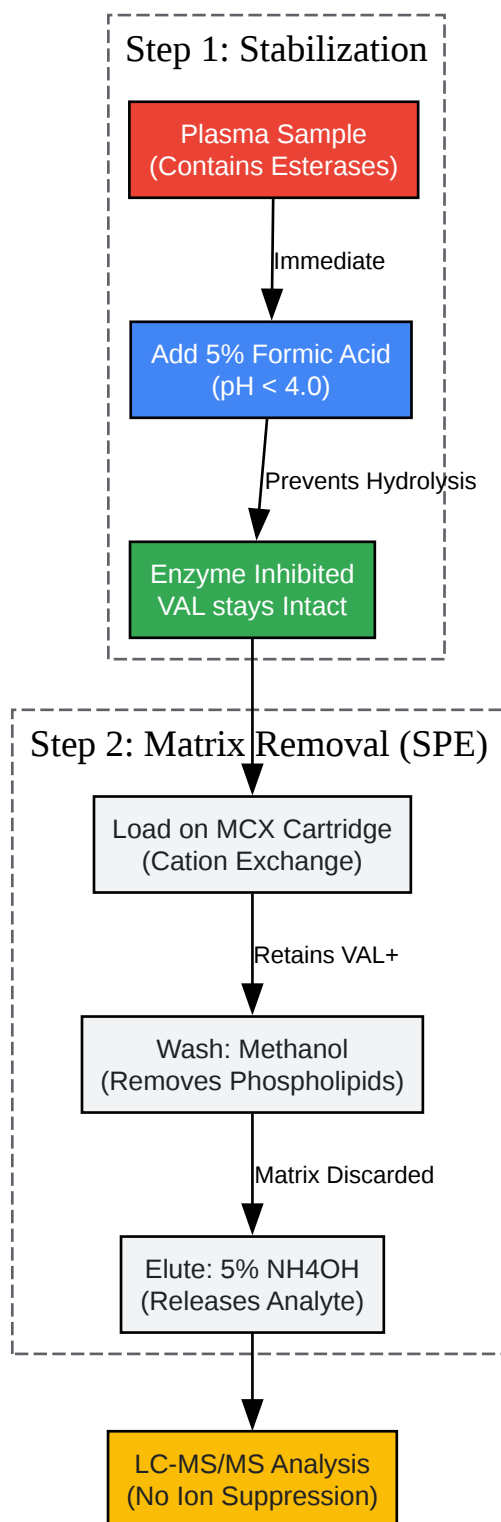 Step 1: Stabilization
Plasma Sample
(Contains Esterases)
Immediate
Add 5% Formic Acid
(pH < 4.0)
Prevents Hydrolysis
Enzyme Inhibited
VAL stays Intact
Step 2: Matrix Removal (SPE)
Load on MCX Cartridge
(Cation Exchange)
Retains VAL+
Wash: Methanol
(Removes Phospholipids)
Matrix Discarded
Elute: 5% NH4OH
(Releases Analyte)
LC-MS/MS Analysis
(No Ion Suppression)